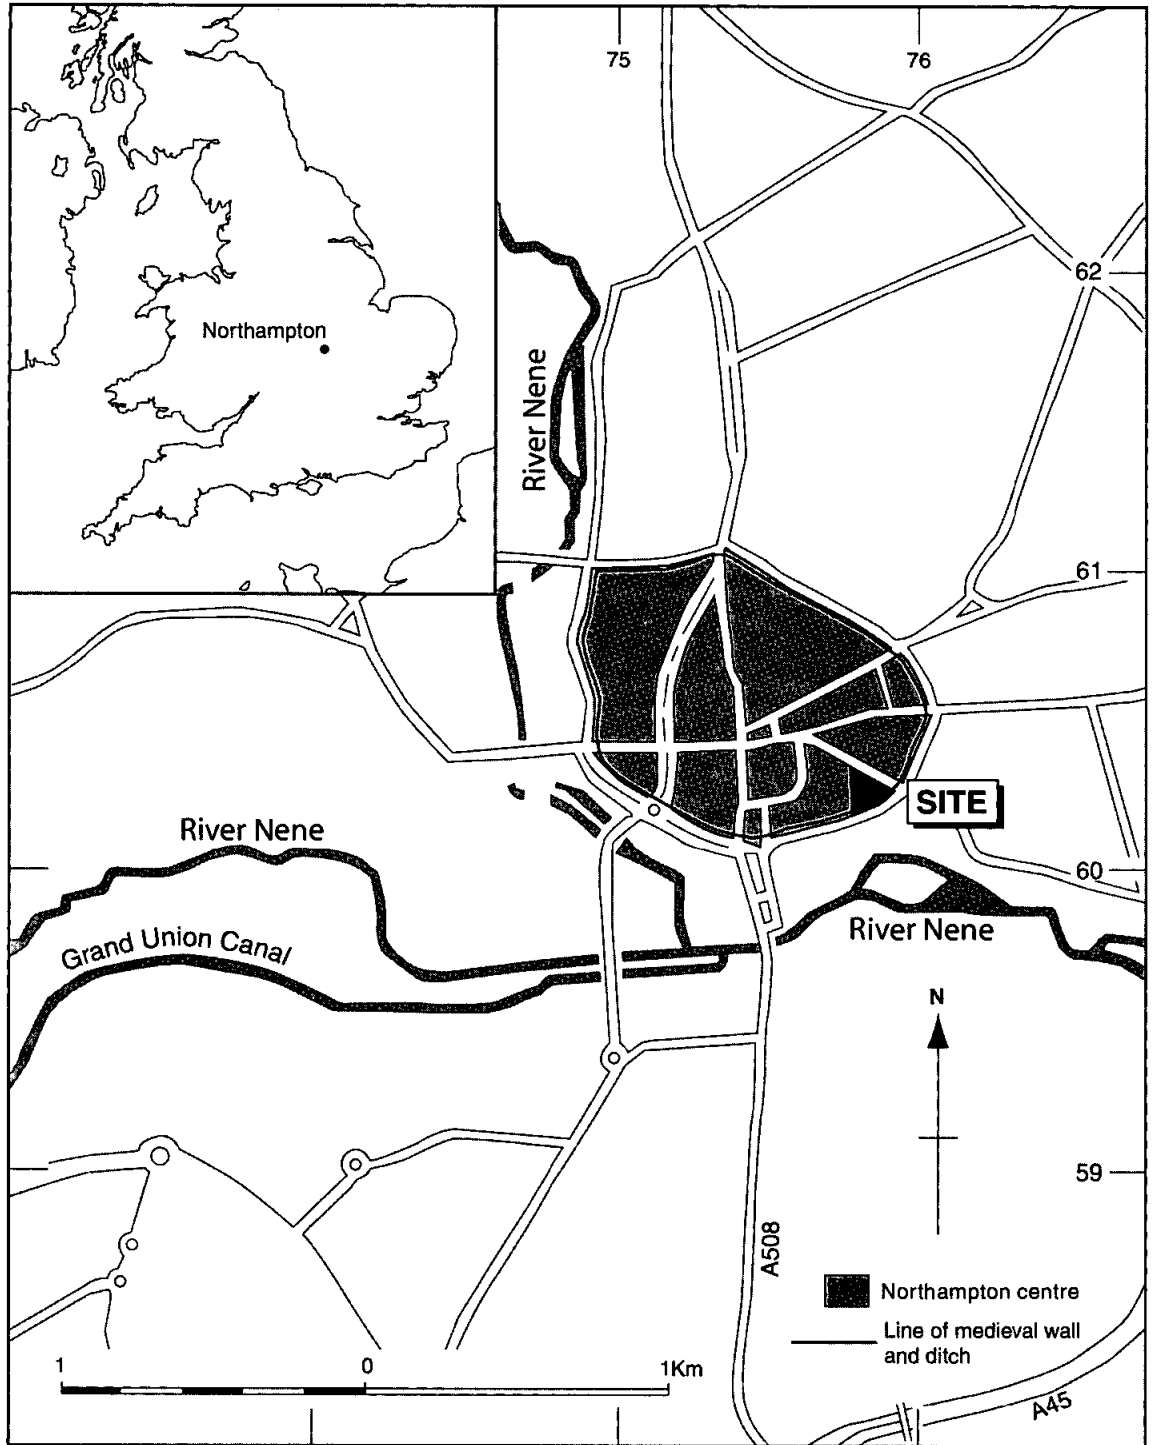 75
76
Northampton
62
River Nene
61
SITE
River Nene
60
River Nene
Grand Union Canal
N
59
A508
Northampton centre
Line of medieval wall
and ditch
1
0
1Km
A45